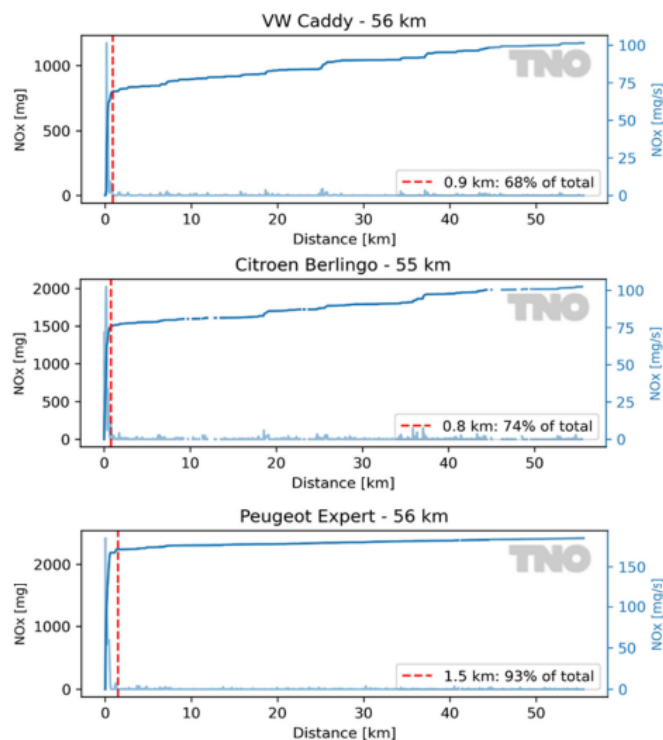 VW Caddy - 56 km
NOx [mg]
1000
500
0
100
75
50
25
0
NOx [mg/s]
TNO
0.9 km: 68% of total
0 10 20 30 40 50
Distance [km]
Citroen Berlingo - 55 km
NOx [mg]
2000
1500
1000
500
0
100
75
50
25
0
NOx [mg/s]
TNO
0.8 km: 74% of total
0 10 20 30 40 50
Distance [km]
Peugeot Expert - 56 km
NOx [mg]
2000
1000
0
150
100
50
0
NOx [mg/s]
TNO
1.5 km: 93% of total
0 10 20 30 40 50
Distance [km]